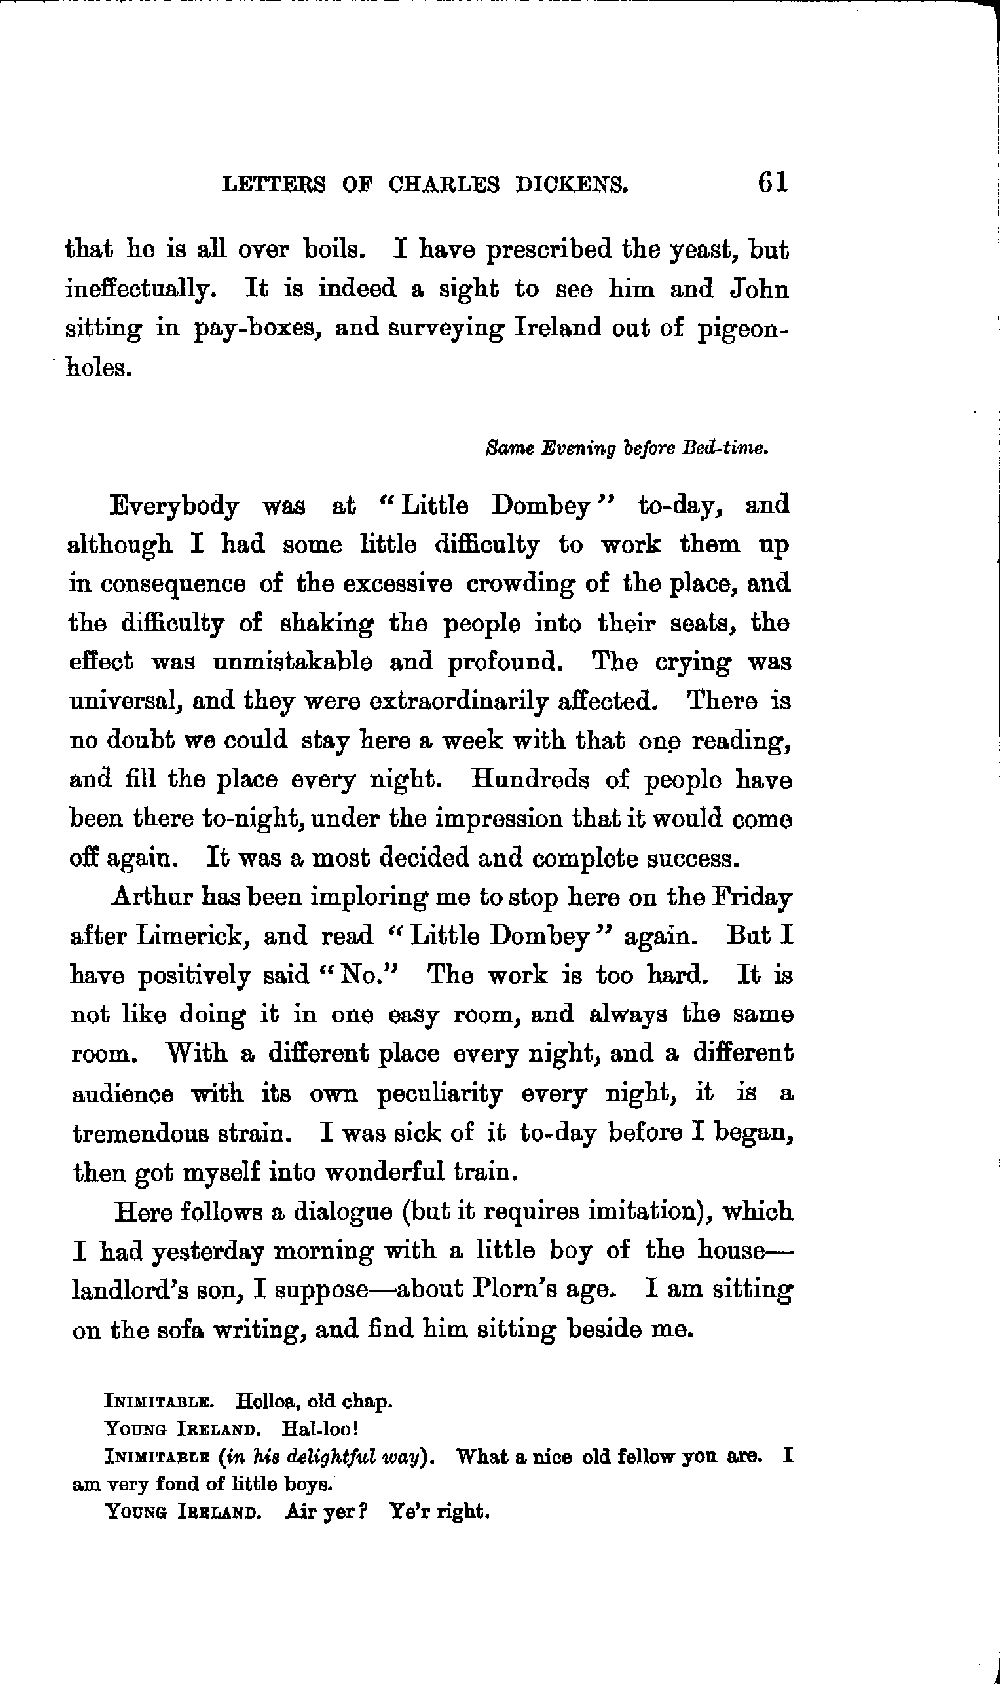 LETTERS OF CHARLES DICKENS. 61
that he is all over boils. I have prescribed the yeast, but
ineffectually. It is indeed a sight to see him and John
sitting in pay-boxes, and surveying Ireland out of pigeon-
holes.
Same Evening before Bed-time.
Everybody was at “Little Dombey” to-day, and
although I had some little difficulty to work them up
in consequence of the excessive crowding of the place, and
the difficulty of shaking the people into their seats, the
effect was unmistakable and profound. The crying was
universal, and they were extraordinarily affected. There is
no doubt we could stay here a week with that one reading,
and fill the place every night. Hundreds of people have
been there to-night, under the impression that it would come
off again. It was a most decided and complete success.
Arthur has been imploring me to stop here on the Friday
after Limerick, and read “Little Dombey” again. But I
have positively said “No.” The work is too hard. It is
not like doing it in one easy room, and always the same
room. With a different place every night, and a different
audience with its own peculiarity every night, it is a
tremendous strain. I was sick of it to-day before I began,
then got myself into wonderful train.
Here follows a dialogue (but it requires imitation), which
I had yesterday morning with a little boy of the house—
landlord’s son, I suppose—about Plorn’s age. I am sitting
on the sofa writing, and find him sitting beside me.
INIMITABLE. Holloa, old chap.
YOUNG IRELAND. Hal-loo!
INIMITABLE (in his delightful way). What a nice old fellow you are. I
am very fond of little boys.
YOUNG IRELAND. Air yer? Ye’r right.